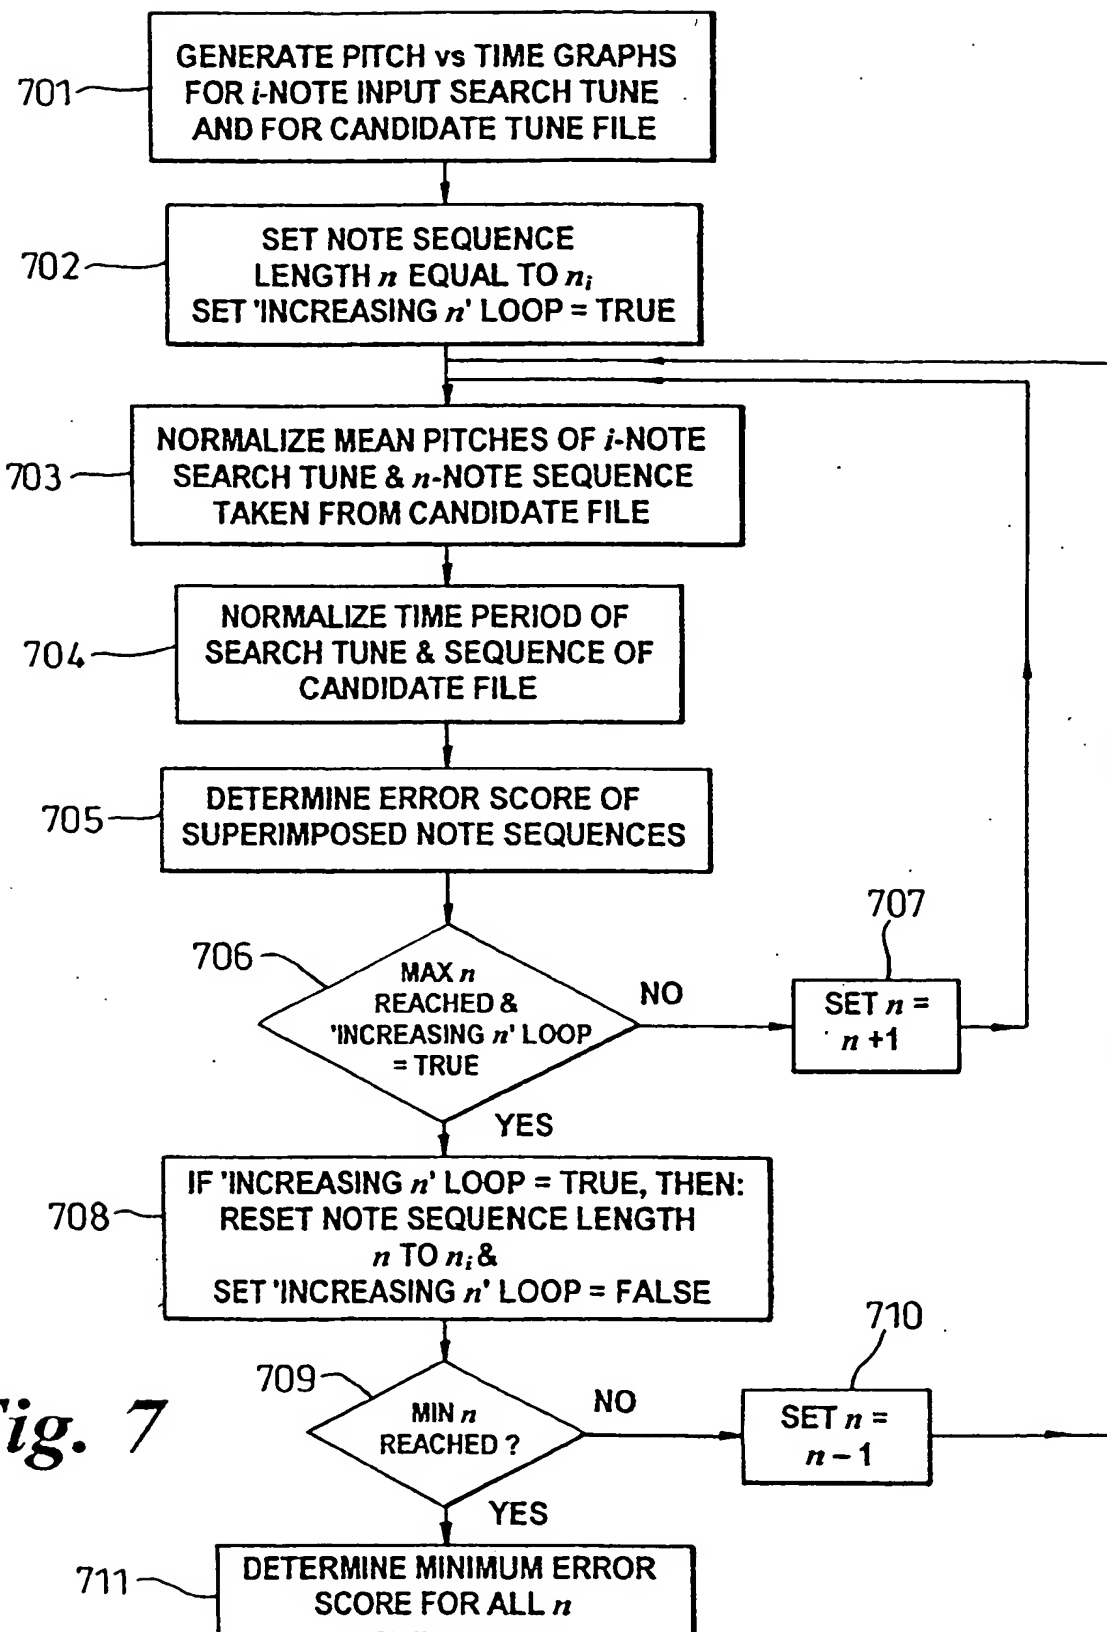 701
GENERATE PITCH vs TIME GRAPHS
FOR i-NOTE INPUT SEARCH TUNE
AND FOR CANDIDATE TUNE FILE
702
SET NOTE SEQUENCE
LENGTH n EQUAL TO nᵢ
SET 'INCREASING n' LOOP = TRUE
703
NORMALIZE MEAN PITCHES OF i-NOTE
SEARCH TUNE & n-NOTE SEQUENCE
TAKEN FROM CANDIDATE FILE
704
NORMALIZE TIME PERIOD OF
SEARCH TUNE & SEQUENCE OF
CANDIDATE FILE
705
DETERMINE ERROR SCORE OF
SUPERIMPOSED NOTE SEQUENCES
706
MAX n
REACHED &
'INCREASING n' LOOP
= TRUE
NO
707
SET n =
n +1
YES
708
IF 'INCREASING n' LOOP = TRUE, THEN:
RESET NOTE SEQUENCE LENGTH
n TO nᵢ &
SET 'INCREASING n' LOOP = FALSE
709
MIN n
REACHED ?
NO
710
SET n =
n – 1
YES
Fig. 7
711
DETERMINE MINIMUM ERROR
SCORE FOR ALL n